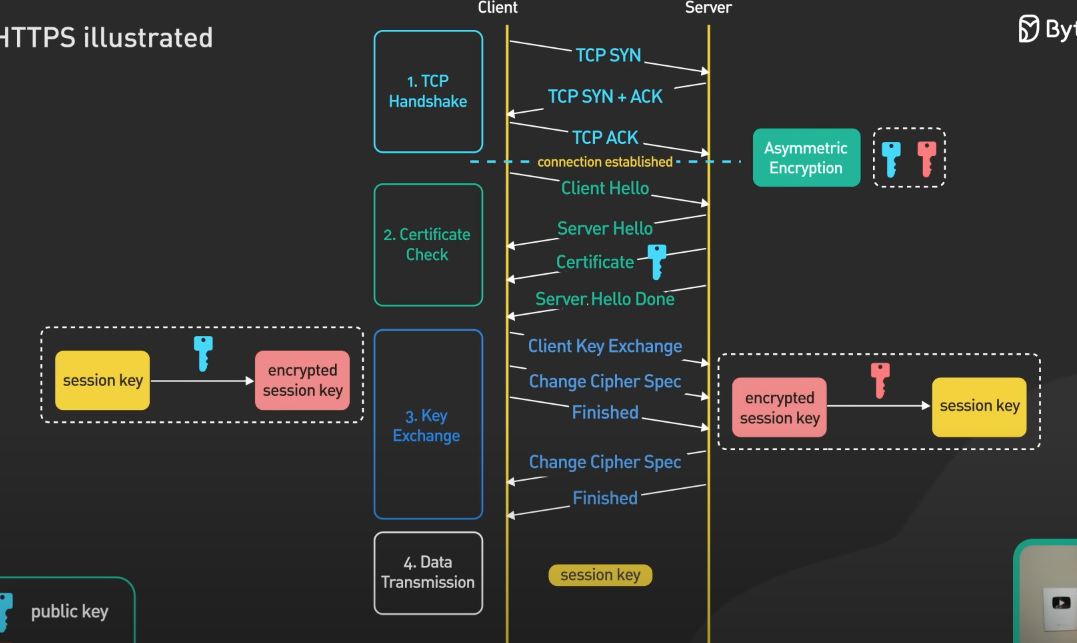 HTTPS illustrated
Client
Server
Byt
1. TCP
Handshake
TCP SYN
TCP SYN + ACK
TCP ACK
connection established
Asymmetric
Encryption
2. Certificate
Check
Client Hello
Server Hello
Certificate
Server Hello Done
session key
encrypted
session key
3. Key
Exchange
Client Key Exchange
Change Cipher Spec
Finished
Change Cipher Spec
Finished
encrypted
session key
session key
4. Data
Transmission
session key
public key